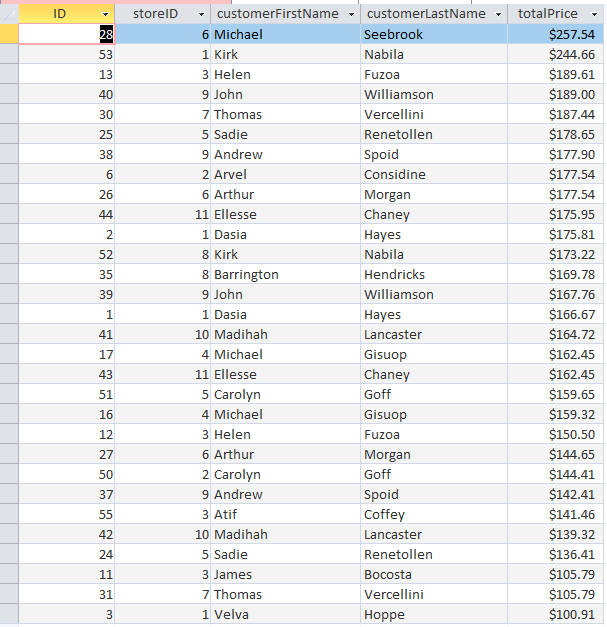 ID storeID customerFirstName customerLastName totalPrice
28 6 Michael Seebrook $257.54
53 1 Kirk Nabila $244.66
13 3 Helen Fuzoa $189.61
40 9 John Williamson $189.00
30 7 Thomas Vercellini $187.44
25 5 Sadie Renetollen $178.65
38 9 Andrew Spoid $177.90
6 2 Arvel Considine $177.54
26 6 Arthur Morgan $177.54
44 11 Ellesse Chaney $175.95
2 1 Dasia Hayes $175.81
52 8 Kirk Nabila $173.22
35 8 Barrington Hendricks $169.78
39 9 John Williamson $167.76
1 1 Dasia Hayes $166.67
41 10 Madihah Lancaster $164.72
17 4 Michael Gisuop $162.45
43 11 Ellesse Chaney $162.45
51 5 Carolyn Goff $159.65
16 4 Michael Gisuop $159.32
12 3 Helen Fuzoa $150.50
27 6 Arthur Morgan $144.65
50 2 Carolyn Goff $144.41
37 9 Andrew Spoid $142.41
55 3 Atif Coffey $141.46
42 10 Madihah Lancaster $139.32
24 5 Sadie Renetollen $136.41
11 3 James Bocosta $105.79
31 7 Thomas Vercellini $105.79
3 1 Velva Hoppe $100.91